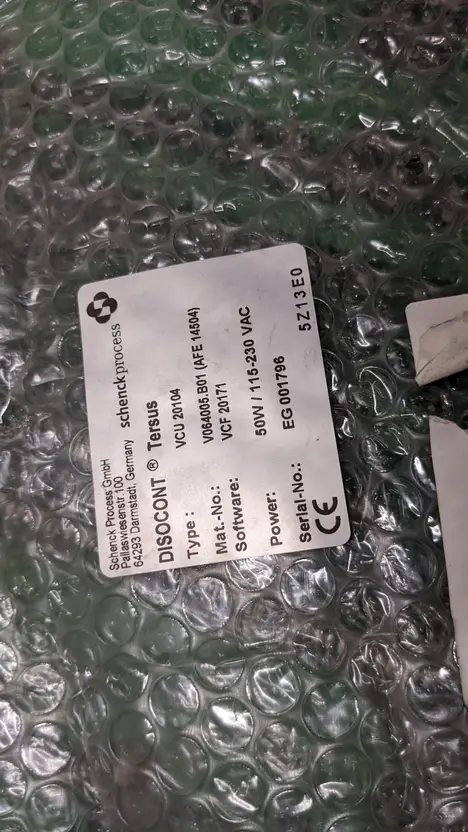 Schenck Process GmbH
Pallaswiesenstr.100
64293 Darmstadt, Germany
schenckprocess
DISOCONT ® Tersus
Type : VCU 20104
Mat.-No.: V064005.B01 (AFE 14504)
Software: VCF 20171
Power: 50W / 115-230 VAC
Serial-No.: EG 001796
CE 5Z13E0